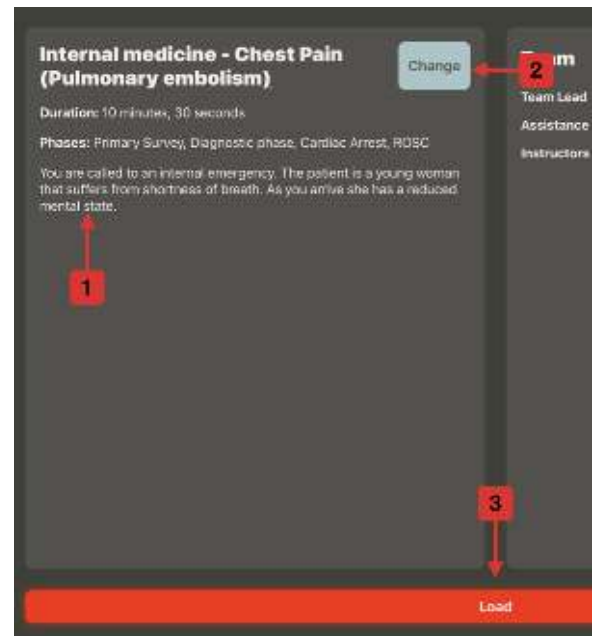 Internal medicine - Chest Pain
(Pulmonary embolism)
Change
Duration: 10 minutes, 30 seconds
Phases: Primary Survey, Diagnostic phase, Cardiac Arrest, ROSC
You are called to an internal emergency. The patient is a young woman
that suffers from shortness of breath. As you arrive she has a reduced
mental state.
1
2
Team Lead
Assistance
Instructors
3
Load